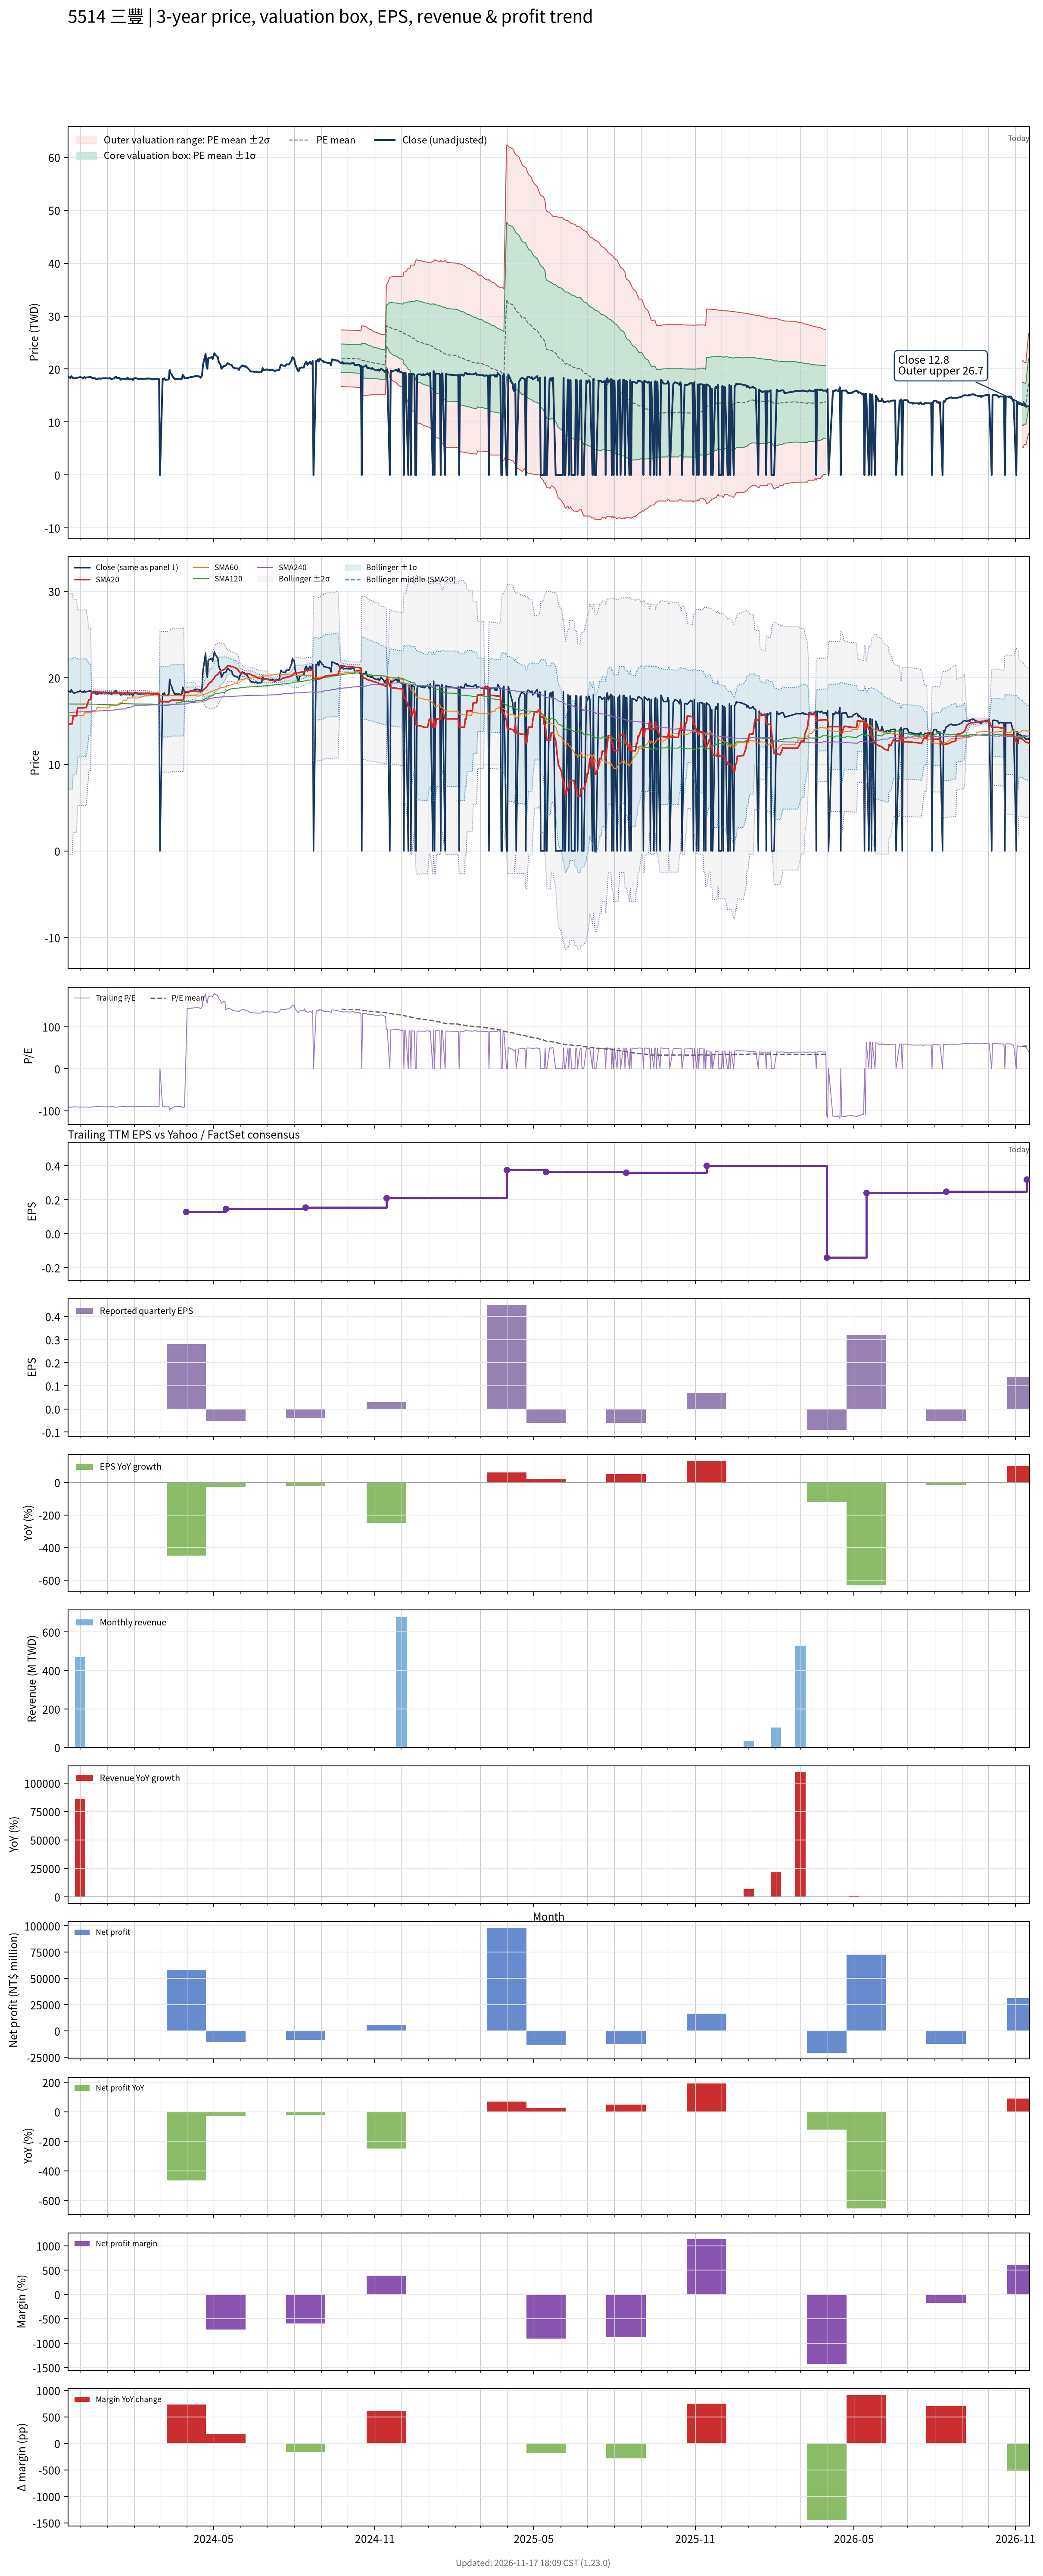 5514 三豐 | 3-year price, valuation box, EPS, revenue & profit trend
Outer valuation range: PE mean ±2σ
Core valuation box: PE mean ±1σ
PE mean
Close (unadjusted)
Today
Price (TWD)
60
50
40
30
20
10
0
-10
Close 12.8
Outer upper 26.7
Close (same as panel 1)
SMA20
SMA60
SMA120
SMA240
Bollinger ±2σ
Bollinger ±1σ
Bollinger middle (SMA20)
Price
30
20
10
0
-10
Trailing P/E
P/E mean
P/E
100
0
-100
Trailing TTM EPS vs Yahoo / FactSet consensus
Today
EPS
0.4
0.2
0.0
-0.2
Reported quarterly EPS
EPS
0.4
0.3
0.2
0.1
0.0
-0.1
EPS YoY growth
YoY (%)
0
-200
-400
-600
Monthly revenue
Revenue (M TWD)
600
400
200
0
Revenue YoY growth
YoY (%)
100000
75000
50000
25000
0
Month
Net profit
Net profit (NT$ million)
100000
75000
50000
25000
0
-25000
Net profit YoY
YoY (%)
200
0
-200
-400
-600
Net profit margin
Margin (%)
1000
500
0
-500
-1000
-1500
Margin YoY change
Δ margin (pp)
1000
500
0
-500
-1000
-1500
2024-05
2024-11
2025-05
2025-11
2026-05
2026-11
Updated: 2026-11-17 18:09 CST (1.23.0)